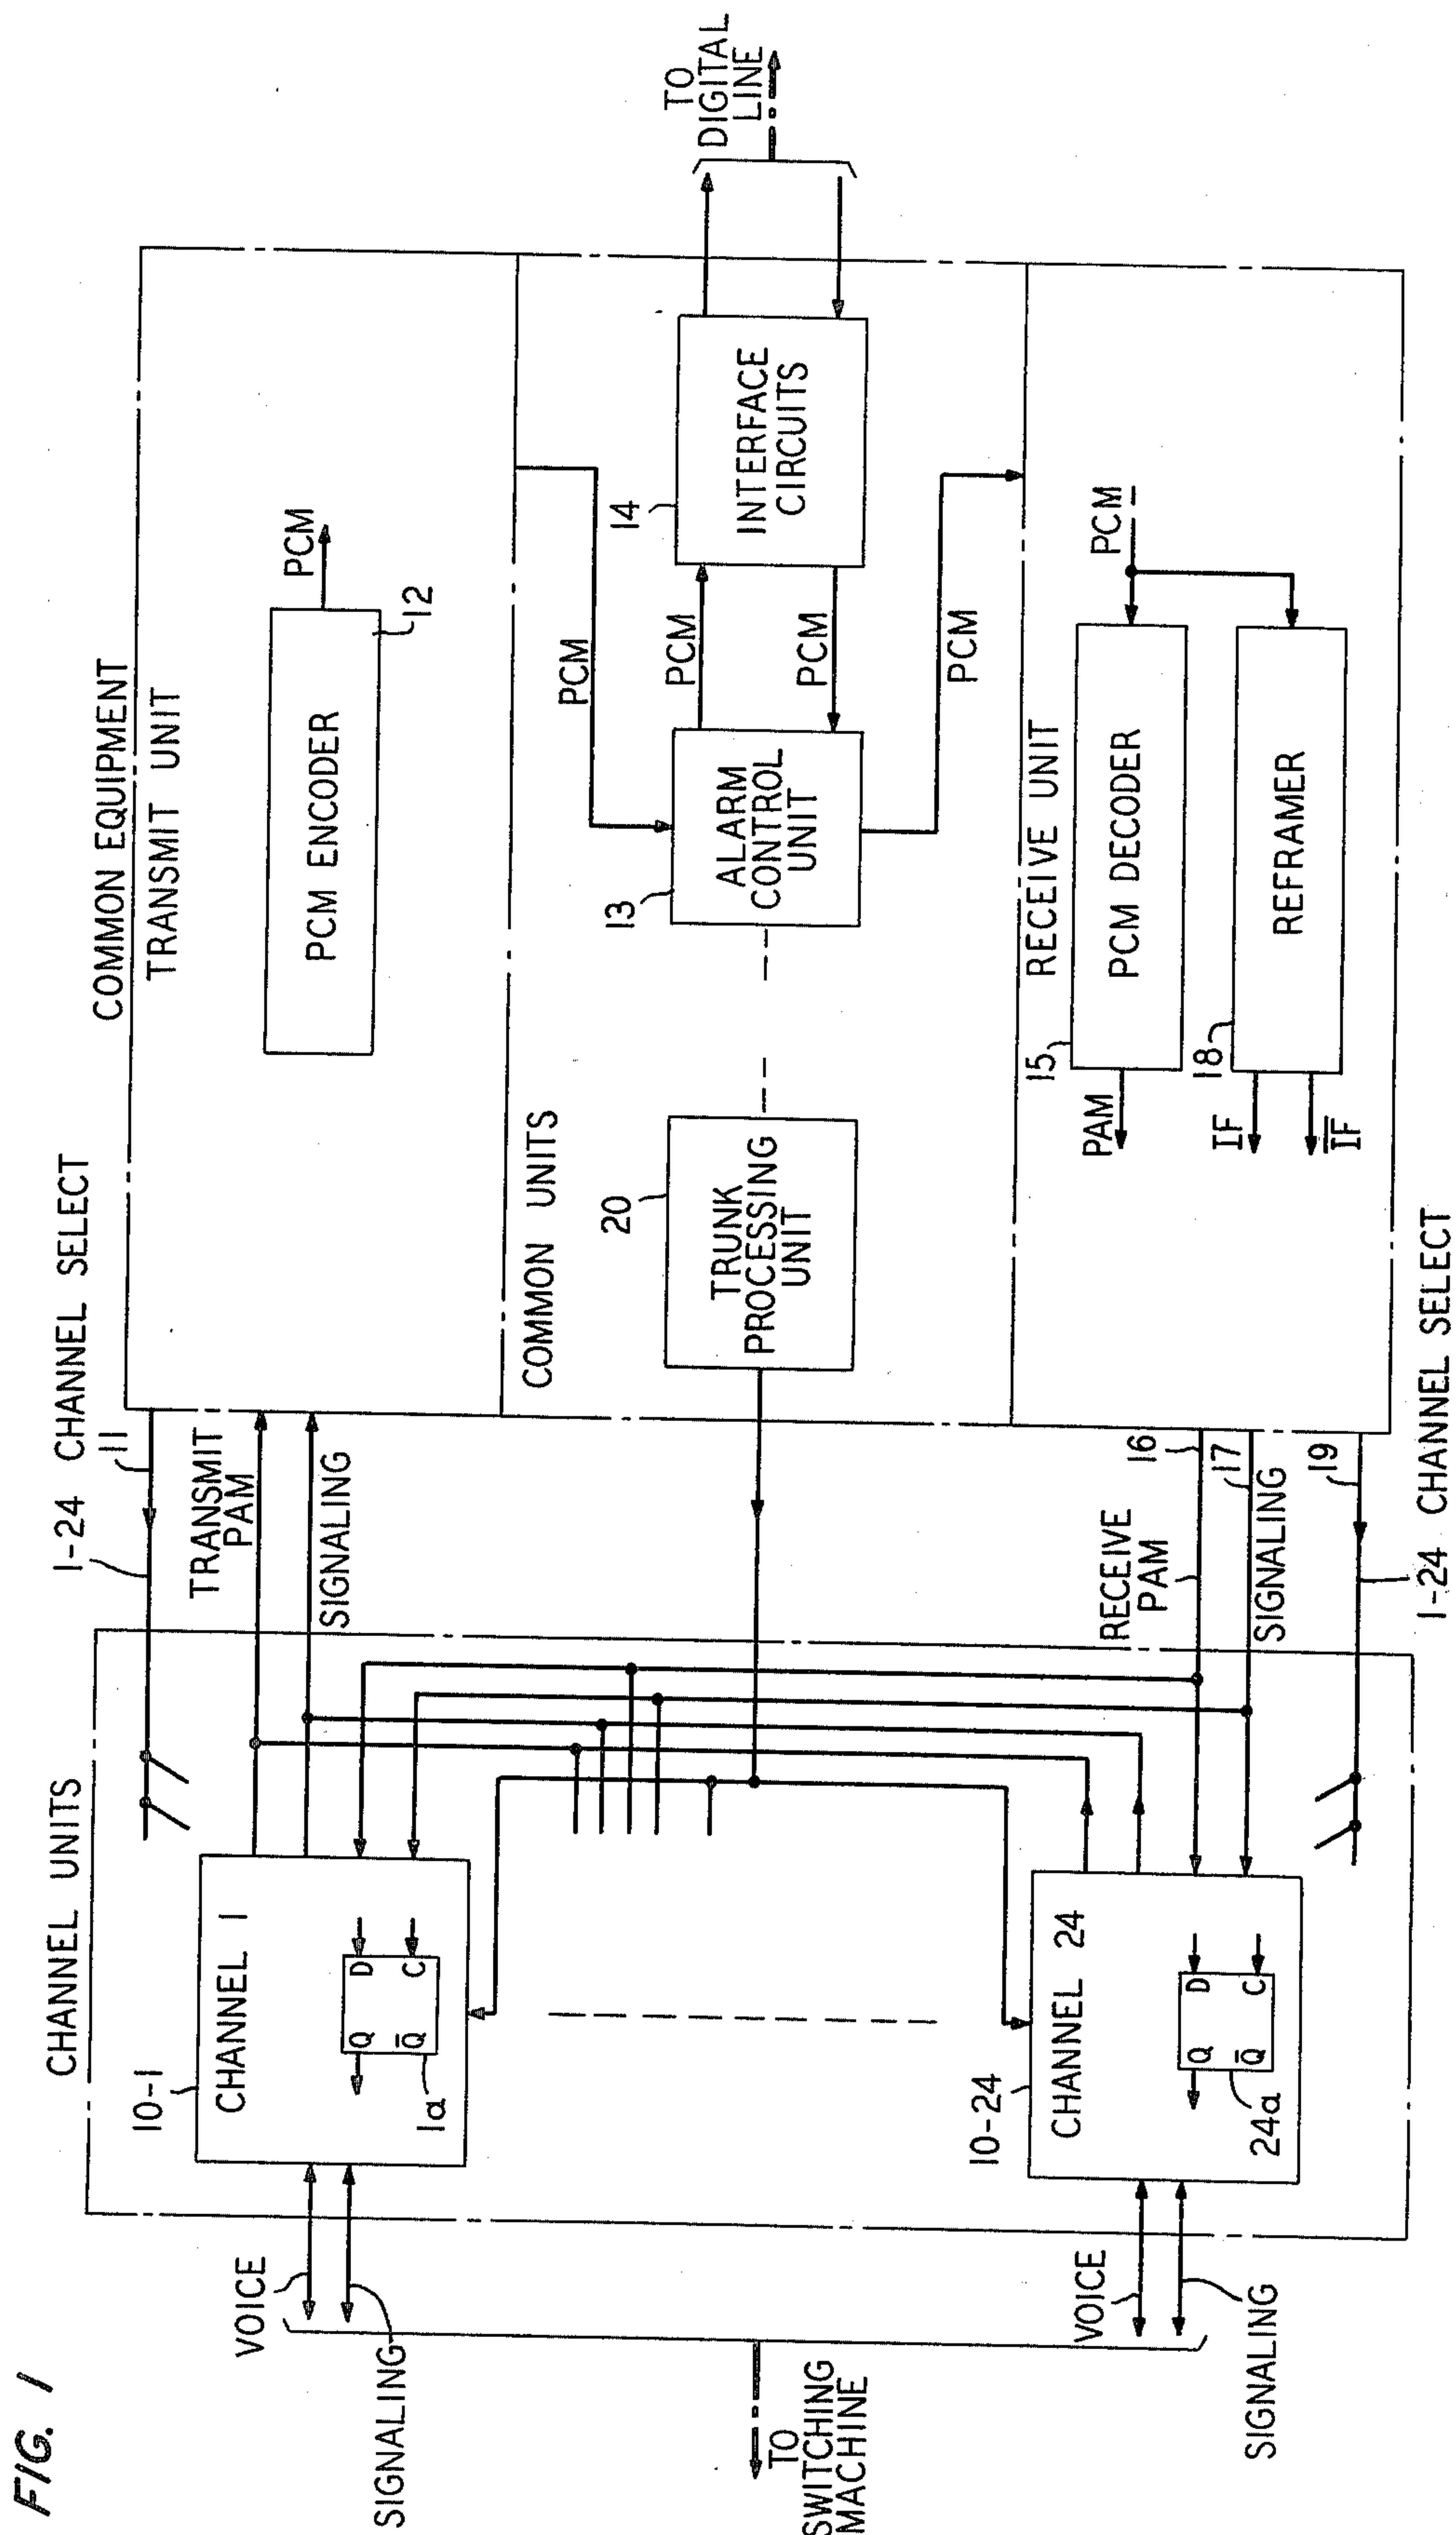 FIG. 1
CHANNEL UNITS
10-1
CHANNEL 1
Q
D
Q̅
C
1a
VOICE
SIGNALING
TO
SWITCHING
MACHINE
10-24
CHANNEL 24
Q
D
Q̅
C
24a
VOICE
SIGNALING
1-24 CHANNEL SELECT
11
TRANSMIT
PAM
SIGNALING
RECEIVE
PAM
16
17
SIGNALING
19
1-24 CHANNEL SELECT
COMMON EQUIPMENT
TRANSMIT UNIT
PCM ENCODER
12
PCM
COMMON UNITS
20
TRUNK
PROCESSING
UNIT
13
ALARM
CONTROL
UNIT
PCM
PCM
PCM
PCM
14
INTERFACE
CIRCUITS
TO
DIGITAL
LINE
RECEIVE UNIT
15
PCM DECODER
PAM
PCM
18
REFRAMER
IF
I̅F̅